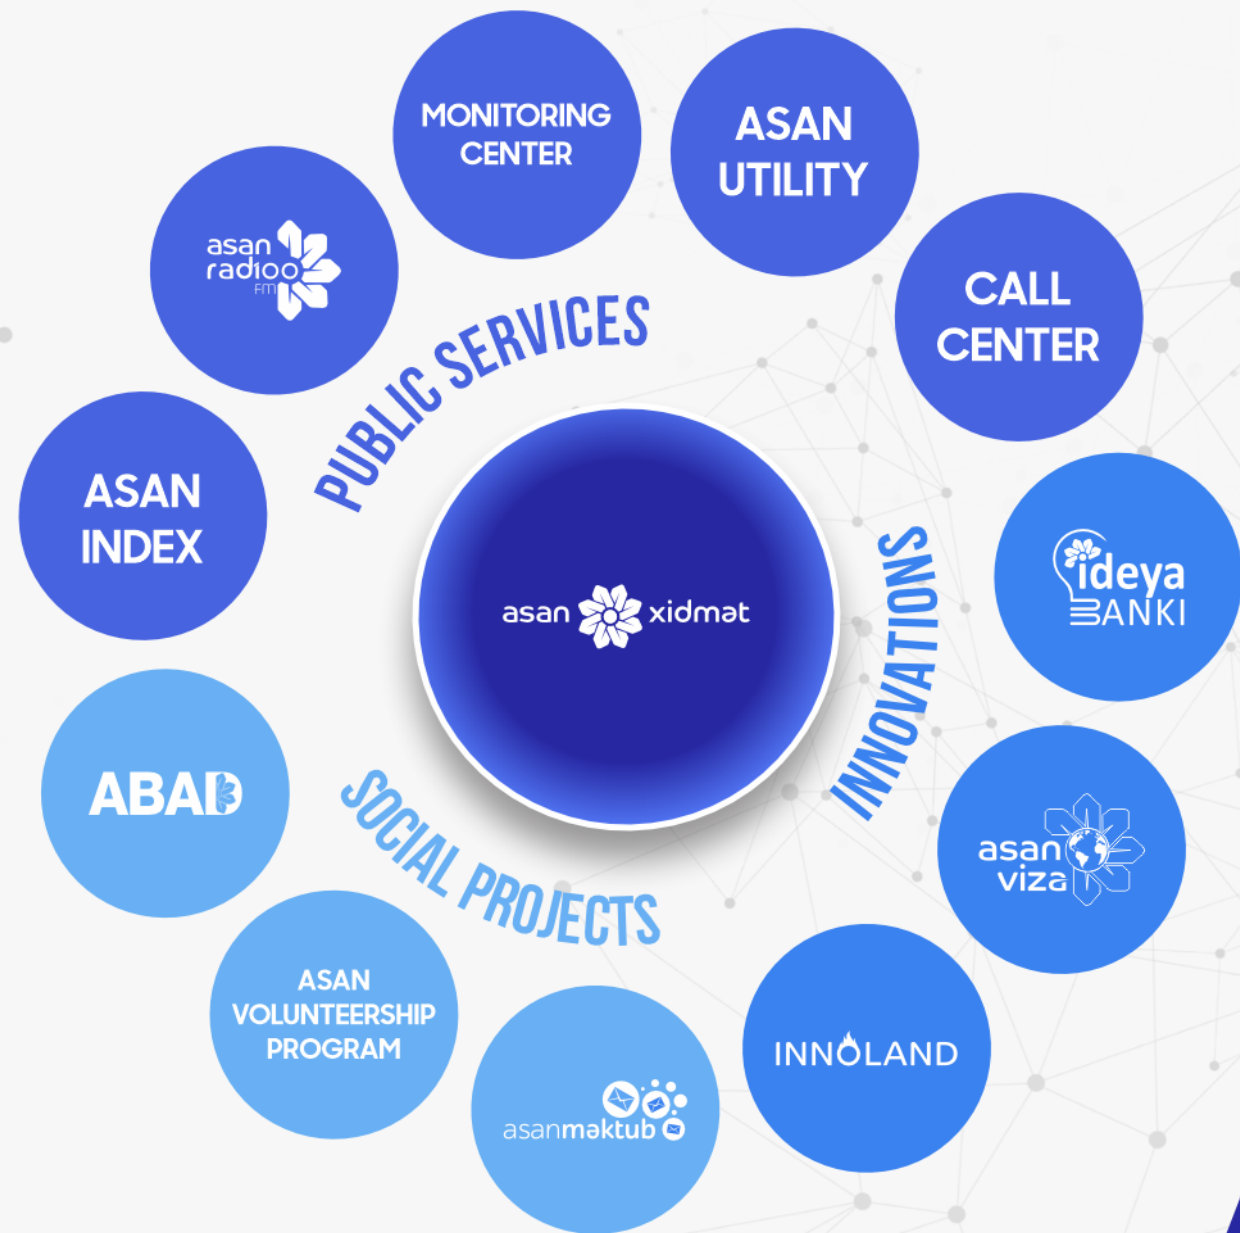 MONITORING
CENTER
ASAN
UTILITY
CALL
CENTER
asan
radıoo
FM
PUBLIC SERVICES
ASAN
INDEX
asan xidmət
ideya
BANKI
INNOVATIONS
asan
viza
ABAD
SOCIAL PROJECTS
ASAN
VOLUNTEERSHIP
PROGRAM
asanməktub
INNOLAND